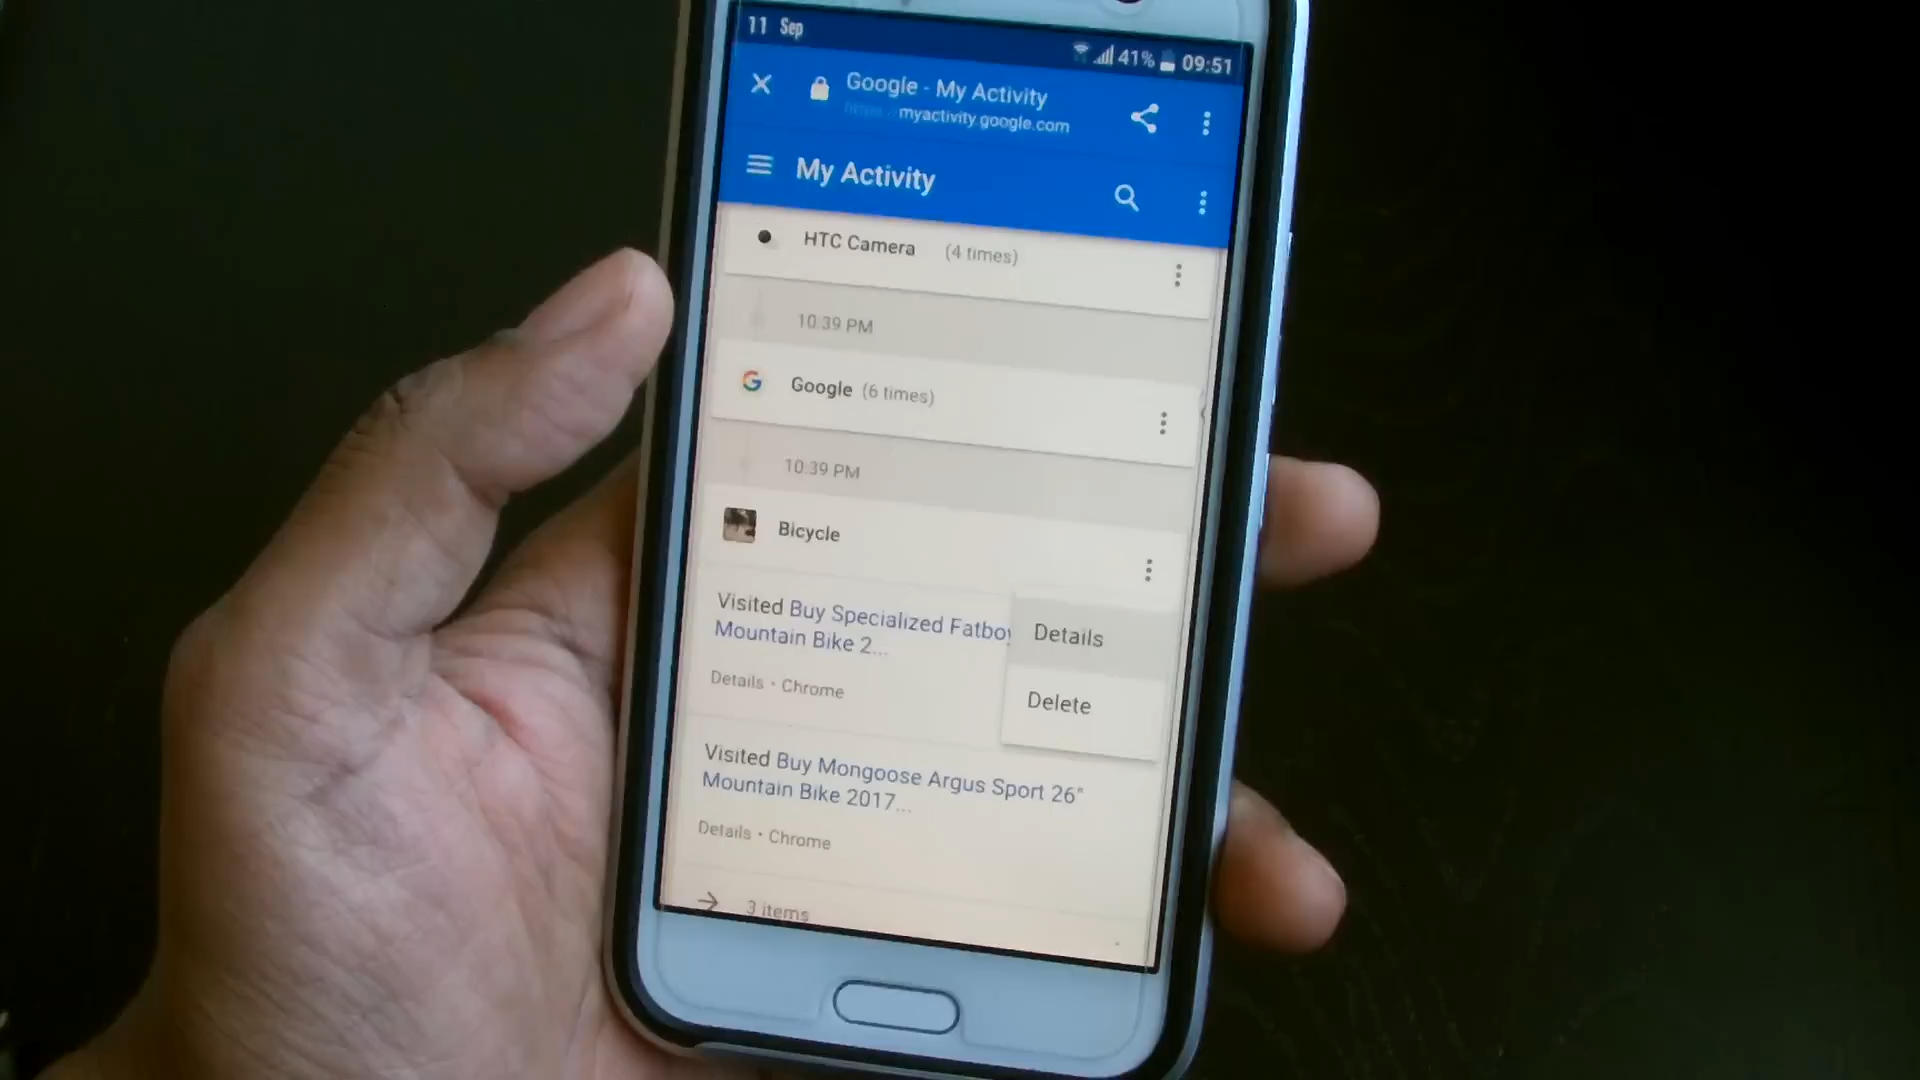 11 Sep
41% 09:51
Google - My Activity
myactivity.google.com
My Activity
HTC Camera (4 times)
10:39 PM
Google (6 times)
10:39 PM
Bicycle
Visited Buy Specialized Fatboy
Mountain Bike 2...
Details • Chrome
Details
Delete
Visited Buy Mongoose Argus Sport 26"
Mountain Bike 2017...
Details • Chrome
3 items